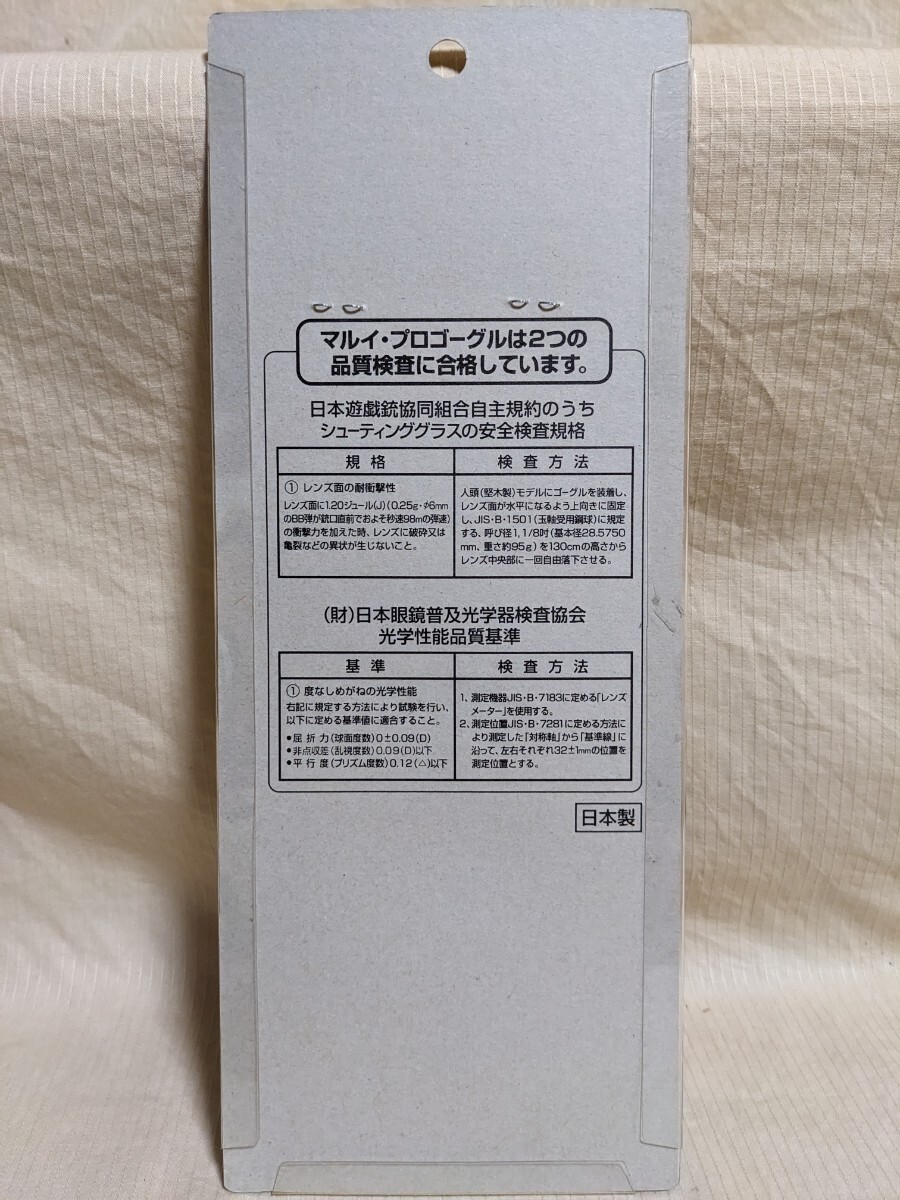 マルイ・プロゴーグルは2つの
品質検査に合格しています。
日本遊戯銃協同組合自主規約のうち
シューティンググラスの安全検査規格
規格
検査方法
① レンズ面の耐衝撃性
レンズ面に1.20ジュール(J)(0.25g・φ6mm
のBB弾が銃口直前でおよそ秒速98mの弾速)
の衝撃力を加えた時、レンズに破砕又は
亀裂などの異状が生じないこと。
人頭(堅木製)モデルにゴーグルを装着し、
レンズ面が水平になるよう上向きに固定
し、JIS・B・1501(玉軸受用鋼球)に規定
する、呼び径1,1/8吋(基本径28.5750
mm、重さ約95g)を130cmの高さから
レンズ中央部に一回自由落下させる。
(財)日本眼鏡普及光学器検査協会
光学性能品質基準
基準
検査方法
① 度なしめがねの光学性能
右記に規定する方法により試験を行い、
以下に定める基準値に適合すること。
●屈折力(球面度数)0±0.09(D)
●非点収差(乱視度数)0.09(D)以下
●平行度(プリズム度数)0.12(△)以下
1、測定機器JIS・B・7183に定める「レンズ
メーター」を使用する。
2、測定位置JIS・B・7281に定める方法に
より測定した「対称軸」から「基準線」に
沿って、左右それぞれ32±1mmの位置を
測定位置とする。
日本製